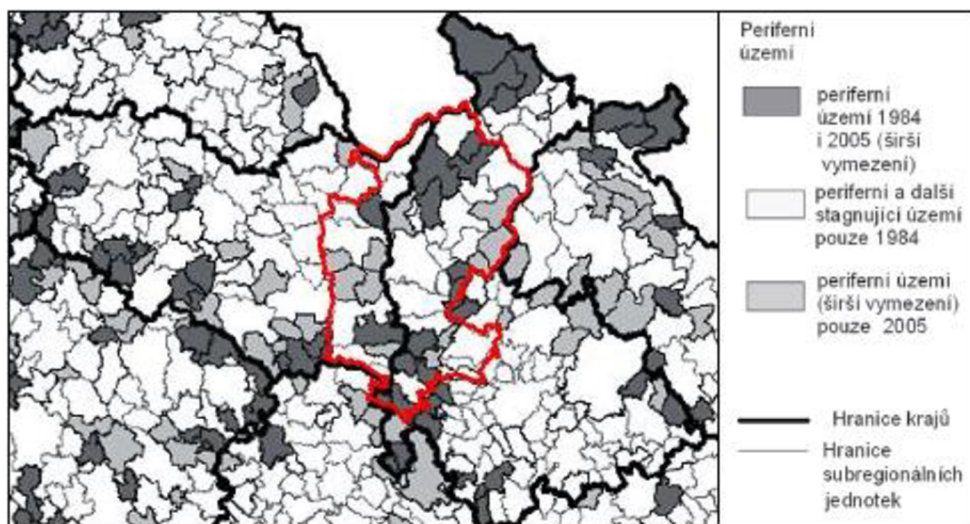 Periferní
území
periferní
území 1984
i 2005 (širší
vymezení)
periferní a další
stagnující území
pouze 1984
periferní území
(širší vymezení)
pouze 2005
Hranice krajů
Hranice
subregionálních
jednotek